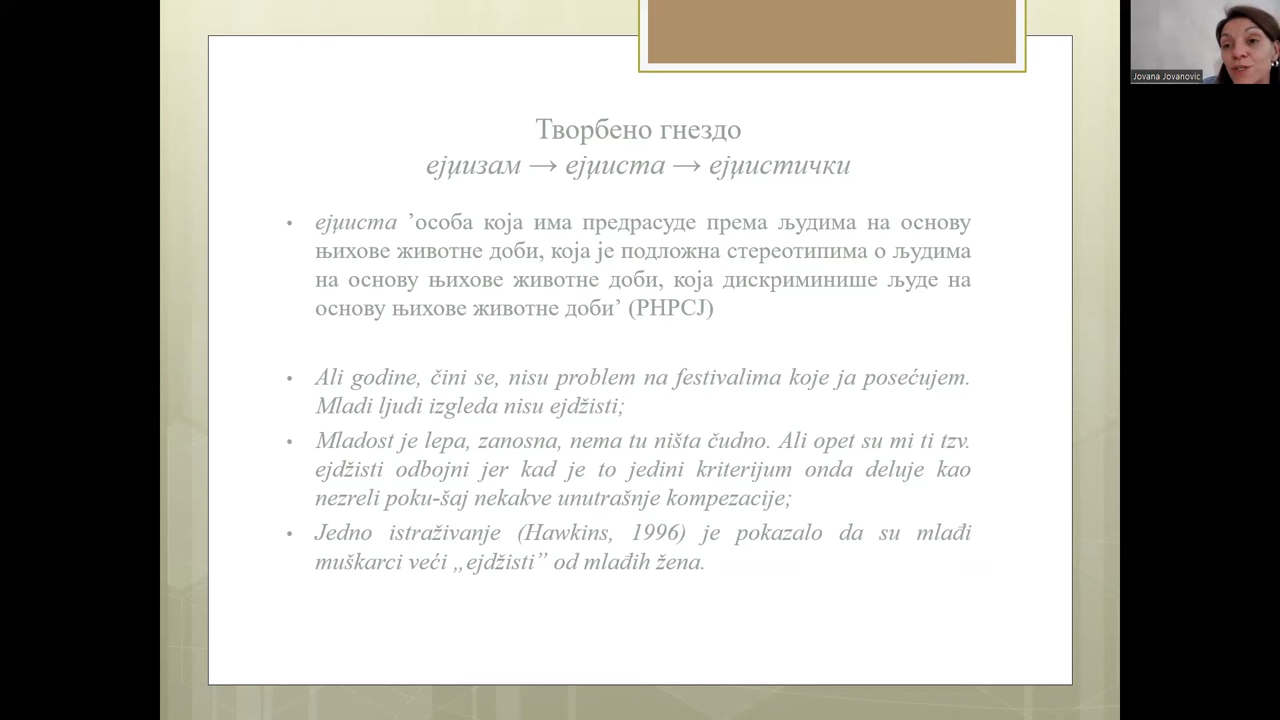 Творбено гнездо
ејџизам → ејџиста → ејџистички
• ејџиста ’особа која има предрасуде према људима на основу
њихове животне доби, која је подложна стереотипима о људима
на основу њихове животне доби, која дискриминише људе на
основу њихове животне доби’ (РНРСЈ)
• Ali godine, čini se, nisu problem na festivalima koje ja posećujem.
Mladi ljudi izgleda nisu ejdžisti;
• Mladost je lepa, zanosna, nema tu ništa čudno. Ali opet su mi ti tzv.
ejdžisti odbojni jer kad je to jedini kriterijum onda deluje kao
nezreli poku-šaj nekakve unutrašnje kompezacije;
• Jedno istraživanje (Hawkins, 1996) je pokazalo da su mlađi
muškarci veći „ejdžisti” od mlađih žena.
Jovana Jovanovic